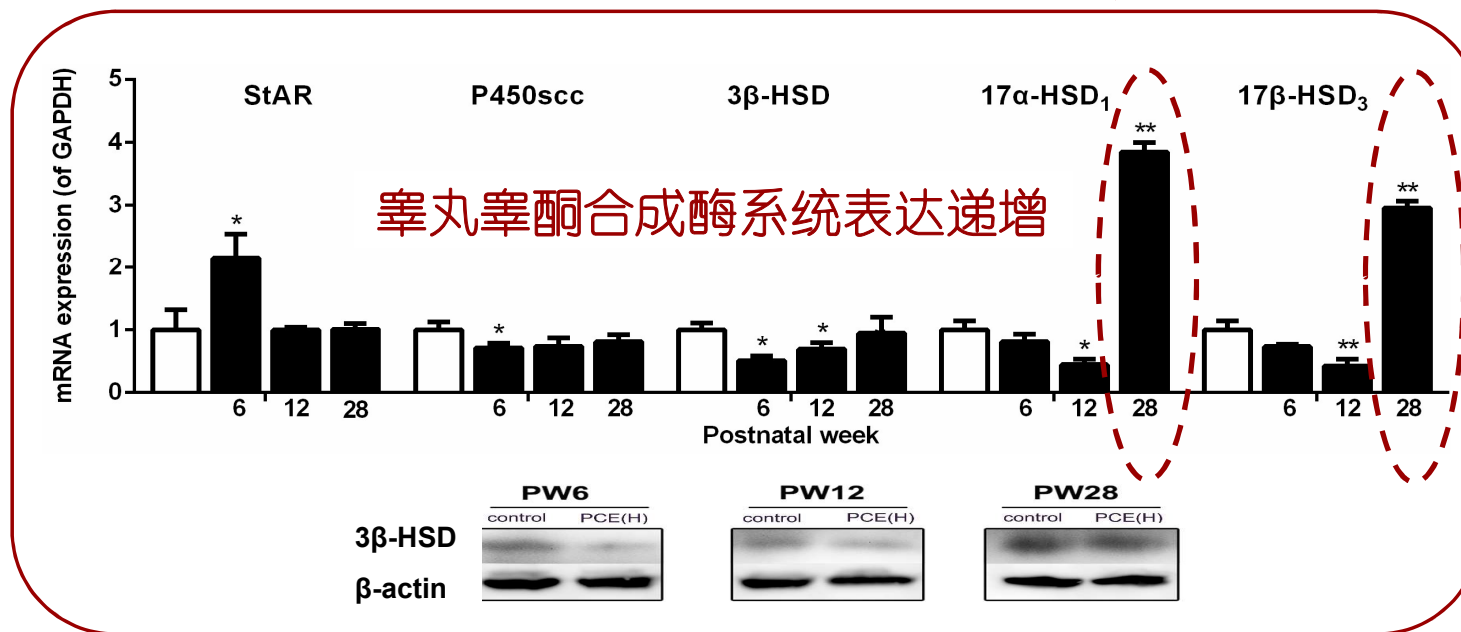 mRNA expression (of GAPDH)
5
4
3
2
1
0
StAR P450scc 3β-HSD 17α-HSD₁ 17β-HSD₃
** **
睾丸睾酮合成酶系统表达递增
* * * * * **
6 12 28 6 12 28 6 12 28 6 12 28 6 12 28
Postnatal week
PW6 PW12 PW28
control PCE(H) control PCE(H) control PCE(H)
3β-HSD
β-actin